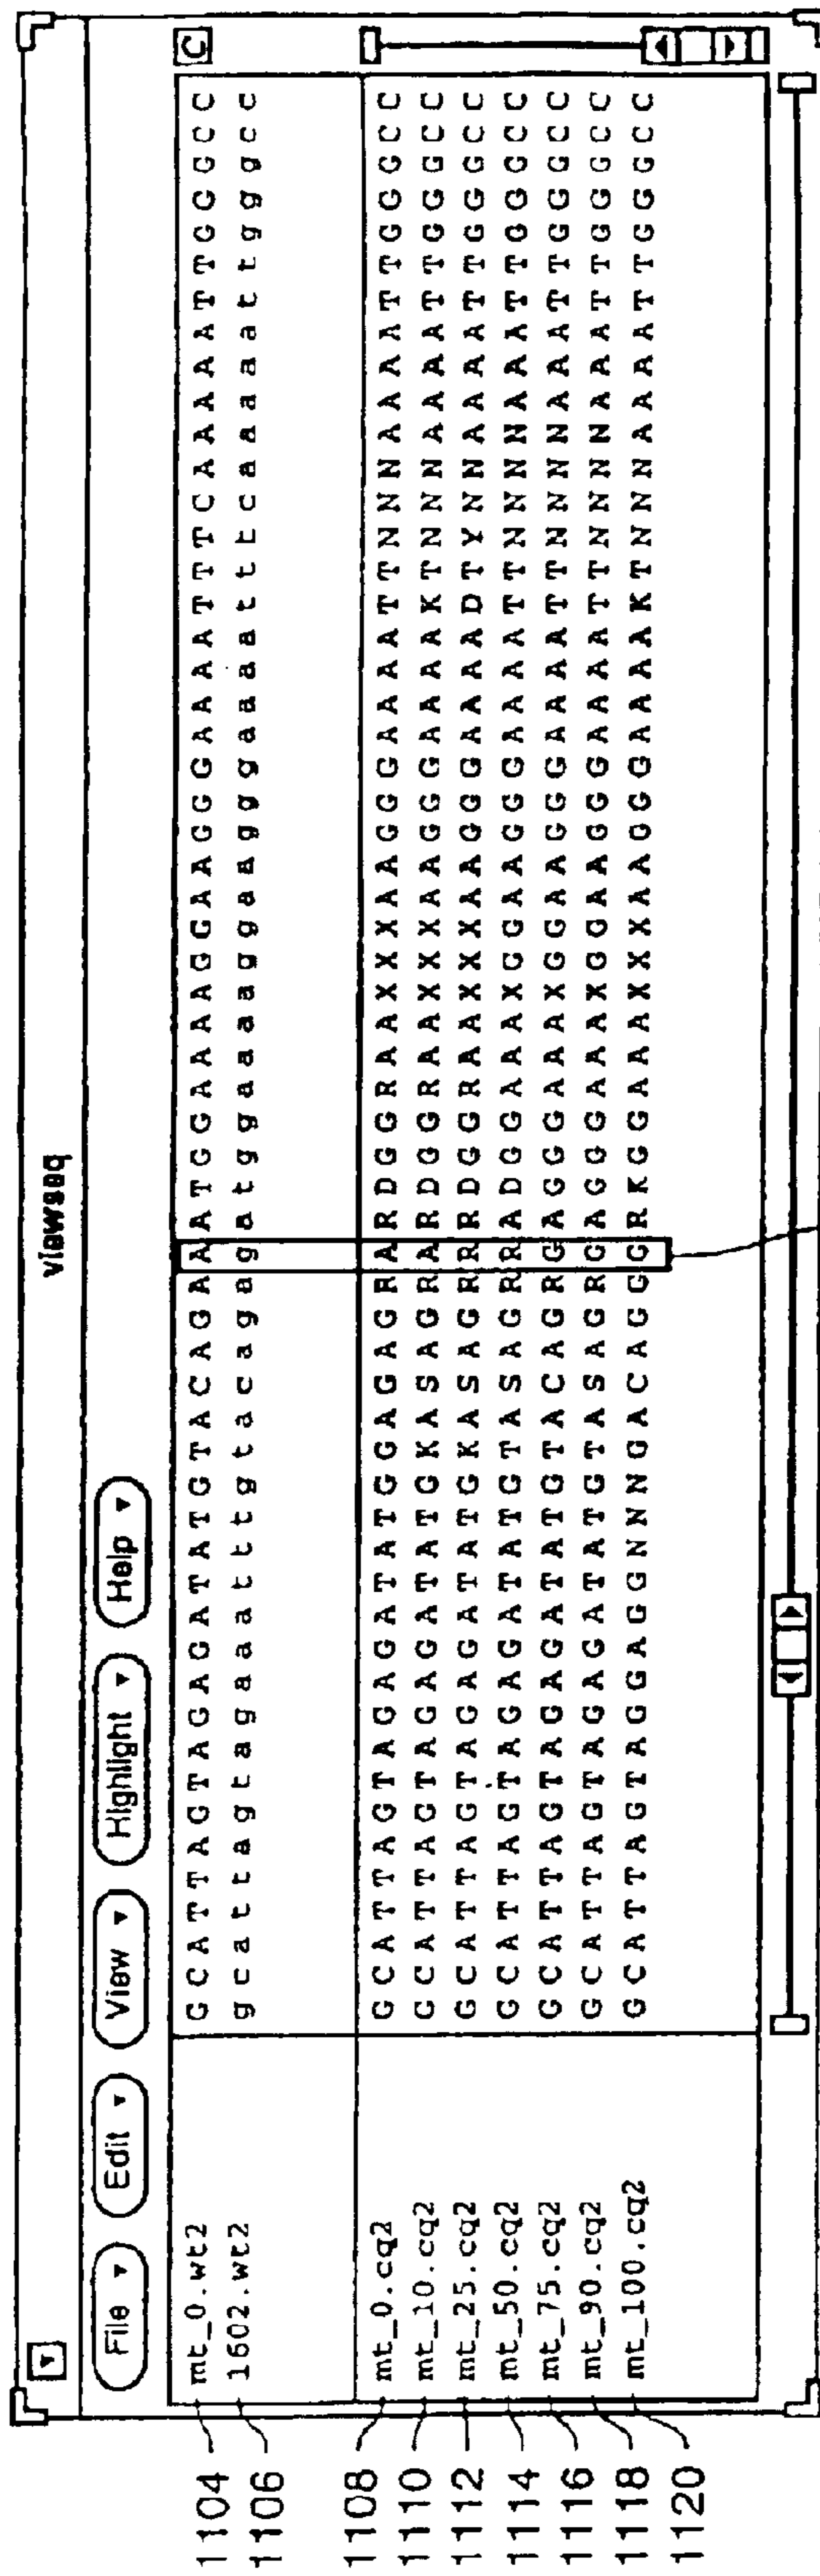 viewseq
File Edit View Highlight Help
1104 mt_0.wt2 G C A T T A G T A G A G A T A T G T A C A G A A A T G G A A A A G G A A G G G A A A A T T T C A A A A A T T G G G C C
C
1106 1602.wt2 g c a t t a g t a g a a a t t t g t a c a g a g a t g g a a a a g g a a g g g a a a a t t t c a a a a a t t g g g c c
1108 mt_0.cq2 G C A T T A G T A G A G A T A T G G A G A G R A R D G G R A A X X X A A G G G A A A A T T N N N A A A A T T G G G C C
1110 mt_10.cq2 G C A T T A G T A G A G A T A T G K A S A G R A R D G G R A A X X X A A G G G A A A A K T N N N A A A A T T G G G C C
1112 mt_25.cq2 G C A T T A G T A G A G A T A T G K A S A G R R R D G G R A A X X X A A G G G A A A A D T Y N N A A A A T T G G G C C
1114 mt_50.cq2 G C A T T A G T A G A G A T A T G T A S A G R R A D G G A A A X G G A A G G G A A A A T T N N N N A A A T T G G G C C
1116 mt_75.cq2 G C A T T A G T A G A G A T A T G T A C A G R G A G G G A A A X G G A A G G G A A A A T T N N N N A A A T T G G G C C
1118 mt_90.cq2 G C A T T A G T A G A G A T A T G T A S A G R G A G G G A A A X G G A A G G G A A A A T T N N N N A A A T T G G G C C
1120 mt_100.cq2 G C A T T A G T A G G A G G N N N G A C A G G G R K G G A A A X X X A A G G G A A A A K T N N N A A A A T T G G G C C